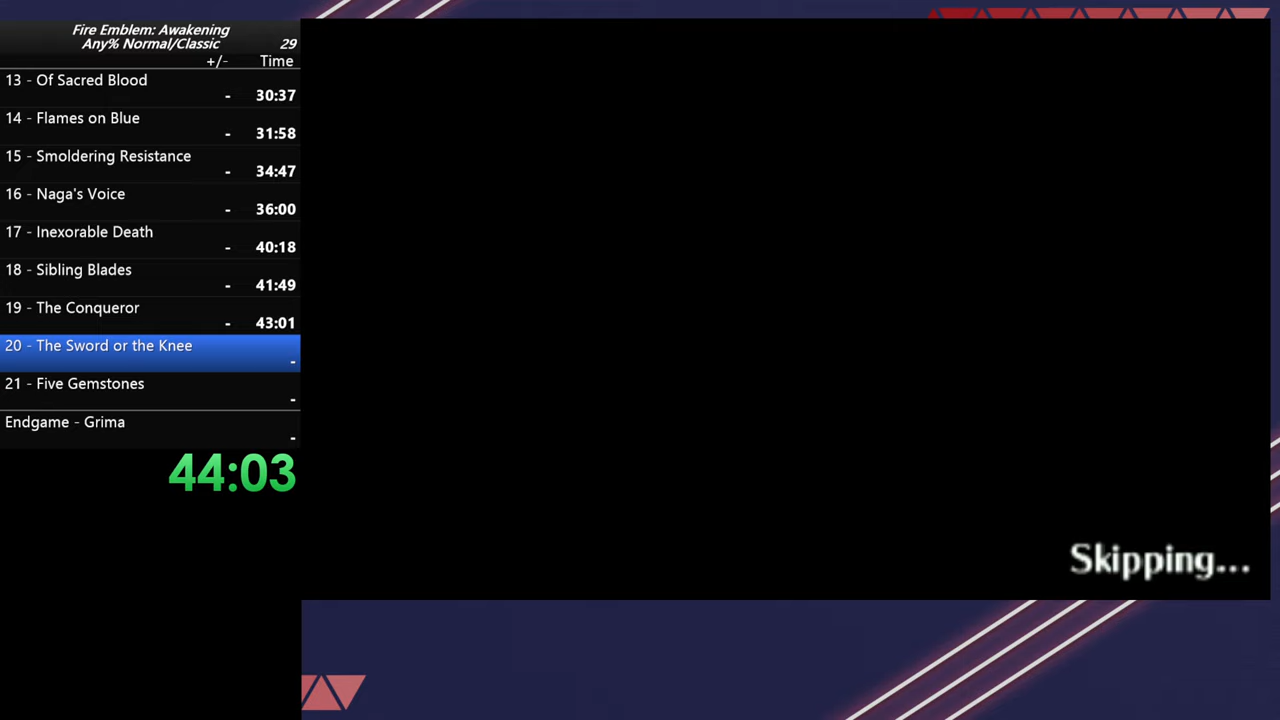 Fire Emblem: Awakening
Any% Normal/Classic 29
+/- Time
13 - Of Sacred Blood
- 30:37
14 - Flames on Blue
- 31:58
15 - Smoldering Resistance
- 34:47
16 - Naga's Voice
- 36:00
17 - Inexorable Death
- 40:18
18 - Sibling Blades
- 41:49
19 - The Conqueror
- 43:01
20 - The Sword or the Knee
-
21 - Five Gemstones
-
Endgame - Grima
-
44:03
Skipping...